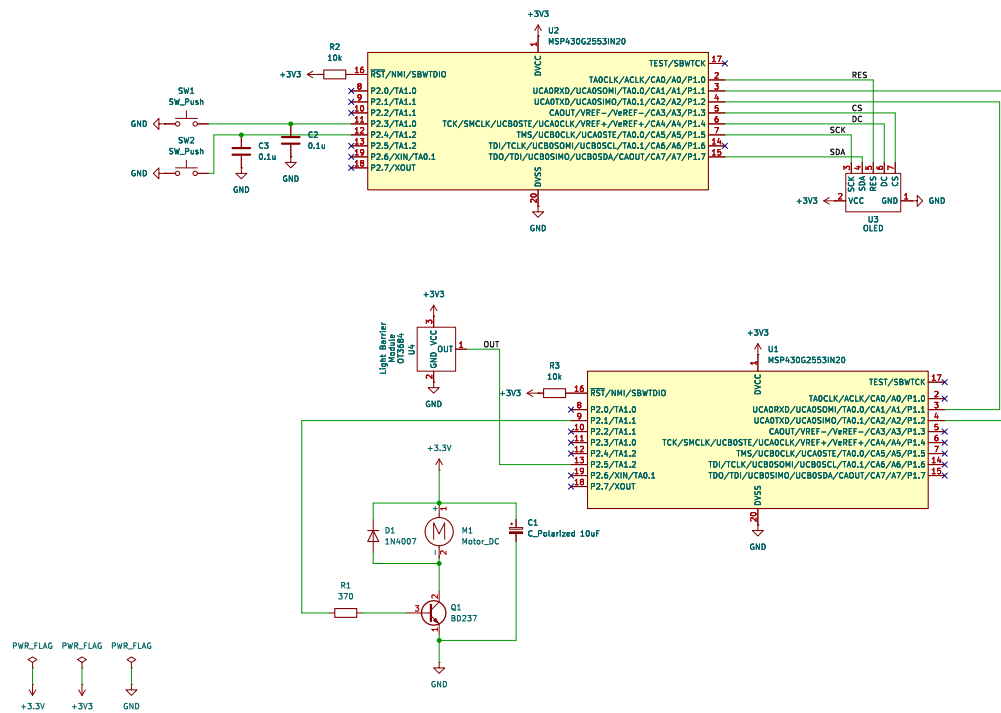 +3V3
U2
MSP430G2553IN20
1
DVCC
R2
10k
+3V3
16
RST/NMI/SBWTDIO
8
P2.0/TA1.0
9
P2.1/TA1.1
10
P2.2/TA1.1
11
P2.3/TA1.0
12
P2.4/TA1.2
13
P2.5/TA1.2
19
P2.6/XIN/TA0.1
18
P2.7/XOUT
TEST/SBWTCK
17
TA0CLK/ACLK/CA0/A0/P1.0
2
UCA0RXD/UCA0SOMI/TA0.0/CA1/A1/P1.1
3
UCA0TXD/UCA0SIMO/TA0.1/CA2/A2/P1.2
4
CAOUT/VREF-/VeREF-/CA3/A3/P1.3
5
TCK/SMCLK/UCB0STE/UCA0CLK/VREF+/VeREF+/CA4/A4/P1.4
6
TMS/UCB0CLK/UCA0STE/TA0.0/CA5/A5/P1.5
7
TDI/TCLK/UCB0SOMI/UCB0SCL/TA0.1/CA6/A6/P1.6
14
TDO/TDI/UCB0SIMO/UCB0SDA/CAOUT/CA7/A7/P1.7
15
DVSS
20
GND
SW1
SW_Push
GND
SW2
SW_Push
GND
C3
0.1u
GND
C2
0.1u
GND
RES
CS
DC
SCK
SDA
3
4
5
6
7
SCK
SDA
RES
DC
CS
+3V3
2
VCC
GND
1
GND
U3
OLED
+3V3
3
VCC
Light Barrier
Module
OT3684
U4
OUT
1
OUT
GND
2
GND
+3V3
U1
MSP430G2553IN20
1
DVCC
R3
10k
+3V3
16
RST/NMI/SBWTDIO
8
P2.0/TA1.0
9
P2.1/TA1.1
10
P2.2/TA1.1
11
P2.3/TA1.0
12
P2.4/TA1.2
13
P2.5/TA1.2
19
P2.6/XIN/TA0.1
18
P2.7/XOUT
TEST/SBWTCK
17
TA0CLK/ACLK/CA0/A0/P1.0
2
UCA0RXD/UCA0SOMI/TA0.0/CA1/A1/P1.1
3
UCA0TXD/UCA0SIMO/TA0.1/CA2/A2/P1.2
4
CAOUT/VREF-/VeREF-/CA3/A3/P1.3
5
TCK/SMCLK/UCB0STE/UCA0CLK/VREF+/VeREF+/CA4/A4/P1.4
6
TMS/UCB0CLK/UCA0STE/TA0.0/CA5/A5/P1.5
7
TDI/TCLK/UCB0SOMI/UCB0SCL/TA0.1/CA6/A6/P1.6
14
TDO/TDI/UCB0SIMO/UCB0SDA/CAOUT/CA7/A7/P1.7
15
DVSS
20
GND
+3.3V
D1
1N4007
+
1
M
M1
Motor_DC
-
2
+
C1
C_Polarized 10uF
R1
370
3
2
1
Q1
BD237
GND
PWR_FLAG
PWR_FLAG
PWR_FLAG
+3.3V
+3V3
GND